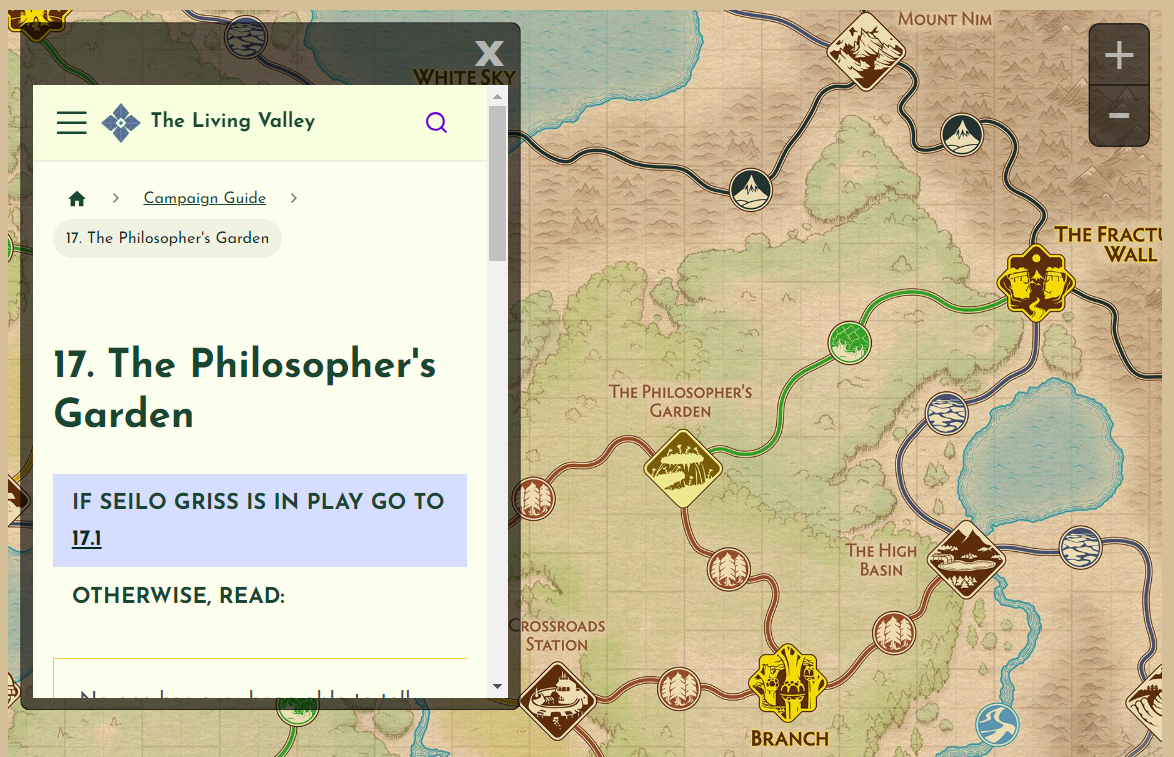 MOUNT NIM
WHITE SKY
The Living Valley
Campaign Guide
17. The Philosopher's Garden
17. The Philosopher's
Garden
IF SEILO GRISS IS IN PLAY GO TO
17.1
OTHERWISE, READ:
THE FRACTU
WALL
THE PHILOSOPHER'S
GARDEN
THE HIGH
BASIN
CROSSROADS
STATION
BRANCH